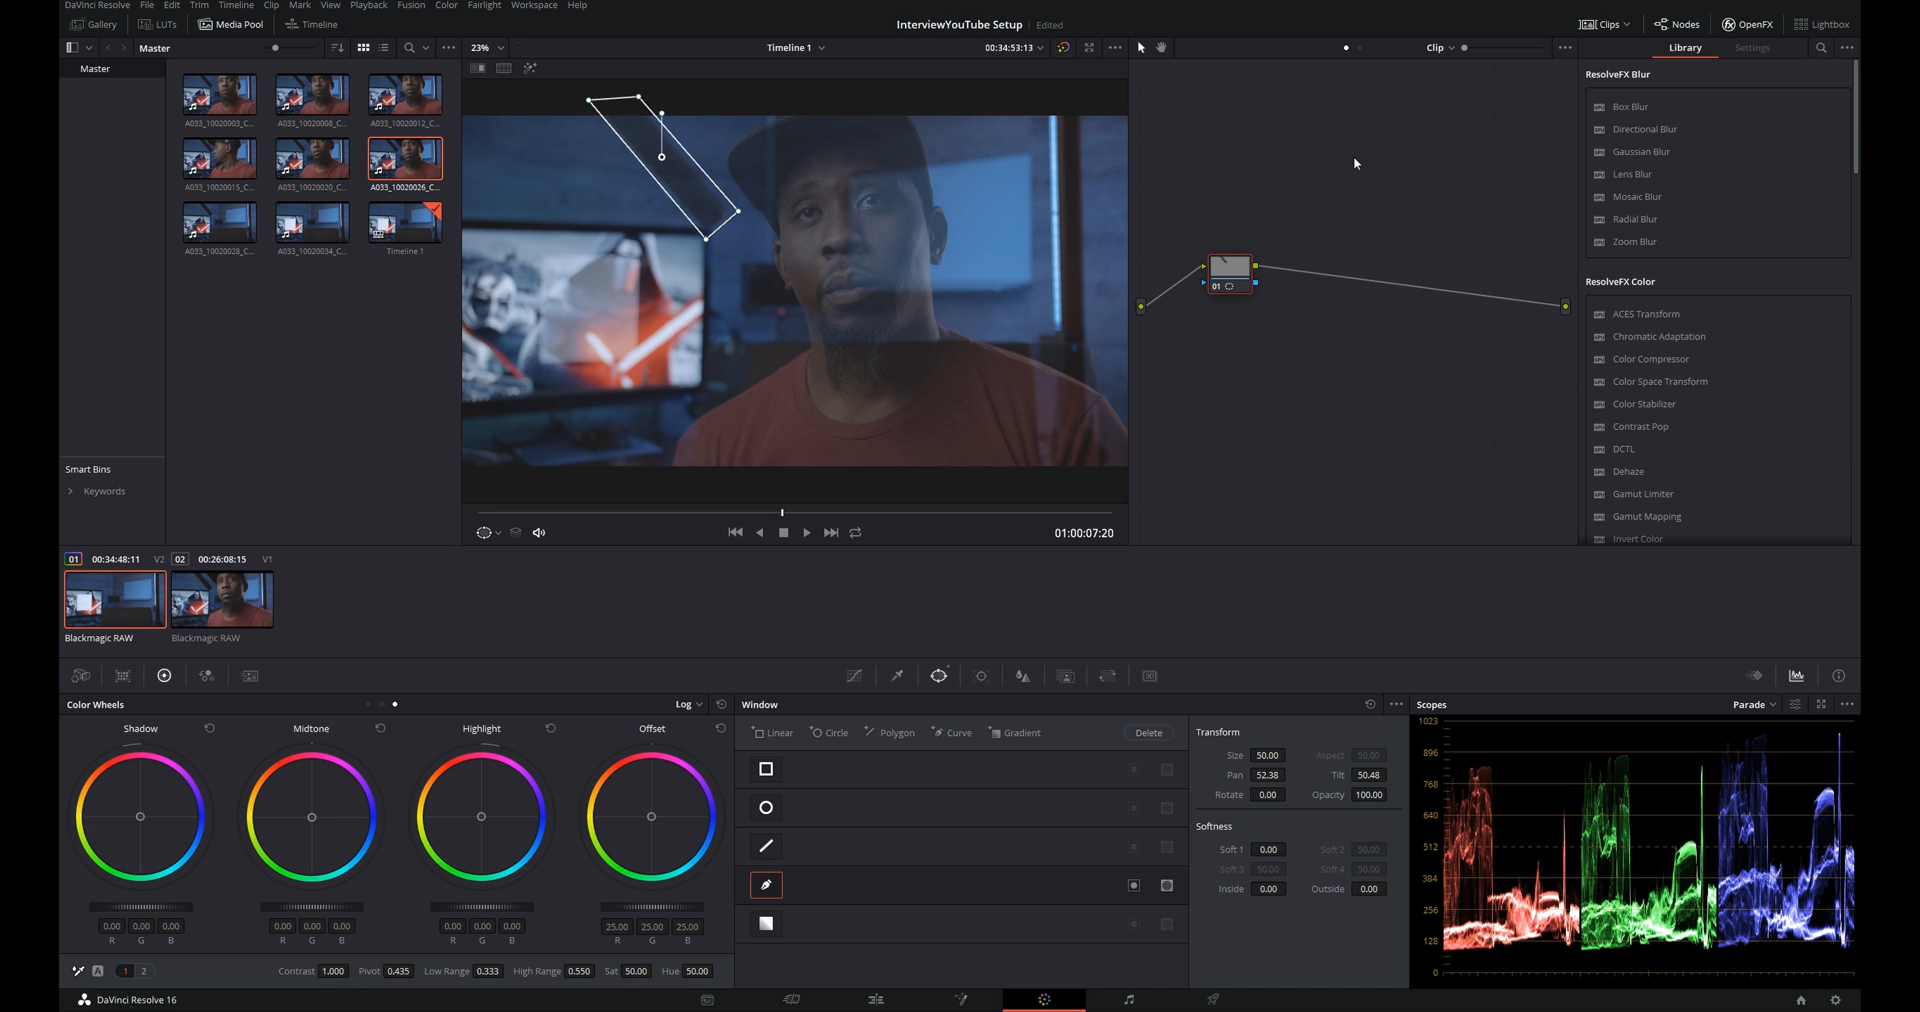 DaVinci Resolve File Edit Trim Timeline Clip Mark View Playback Fusion Color Fairlight Workspace Help
Gallery LUTs Media Pool Timeline InterviewYouTube Setup Edited Clips Nodes OpenFX Lightbox
Master 23% Timeline 1 00:34:53:13 Clip Library Settings
Master
ResolveFX Blur
Box Blur
Directional Blur
Gaussian Blur
Lens Blur
Mosaic Blur
Radial Blur
Zoom Blur
ResolveFX Color
ACES Transform
Chromatic Adaptation
Color Compressor
Color Space Transform
Color Stabilizer
Contrast Pop
DCTL
Dehaze
Gamut Limiter
Gamut Mapping
Invert Color
A033_10020003_C... A033_10020008_C... A033_10020012_C...
A033_10020015_C... A033_10020020_C... A033_10020026_C...
A033_10020028_C... A033_10020034_C... Timeline 1
01
Smart Bins
Keywords
01:00:07:20
01 00:34:48:11 V2 02 00:26:08:15 V1
Blackmagic RAW Blackmagic RAW
Color Wheels Log Window Scopes Parade
Shadow Midtone Highlight Offset
Linear Circle Polygon Curve Gradient Delete
Transform
Size 50.00 Aspect 50.00
Pan 52.38 Tilt 50.48
Rotate 0.00 Opacity 100.00
Softness
Soft 1 0.00 Soft 2 50.00
Soft 3 50.00 Soft 4 50.00
Inside 0.00 Outside 0.00
1023
896
768
640
512
384
256
128
0
0.00 0.00 0.00 0.00 0.00 0.00 0.00 0.00 0.00 25.00 25.00 25.00
R G B R G B R G B R G B
A 1 2 Contrast 1.000 Pivot 0.435 Low Range 0.333 High Range 0.550 Sat 50.00 Hue 50.00
DaVinci Resolve 16